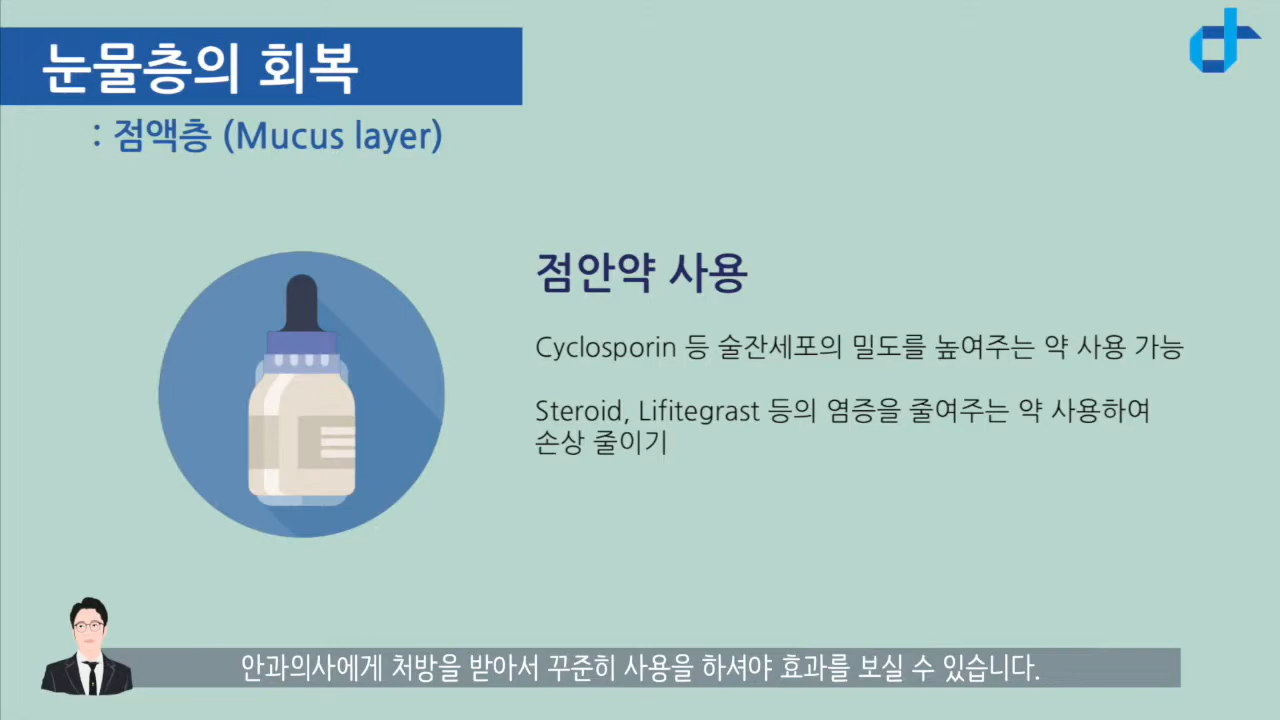 눈물층의 회복
: 점액층 (Mucus layer)
점안약 사용
Cyclosporin 등 술잔세포의 밀도를 높여주는 약 사용 가능
Steroid, Lifitegrast 등의 염증을 줄여주는 약 사용하여
손상 줄이기
안과의사에게 처방을 받아서 꾸준히 사용을 하셔야 효과를 보실 수 있습니다.